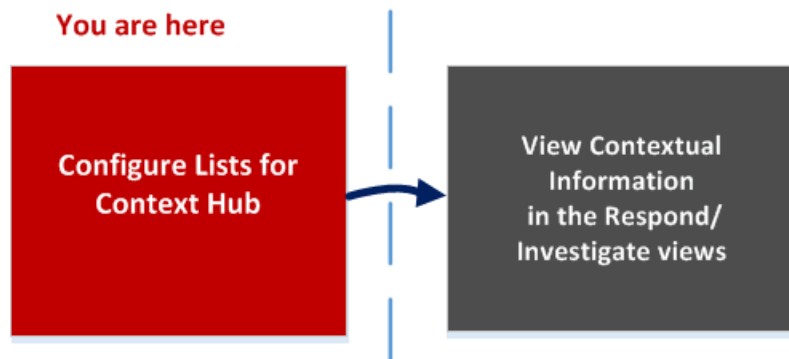 You are here
Configure Lists for
Context Hub
View Contextual
Information
in the Respond/
Investigate views